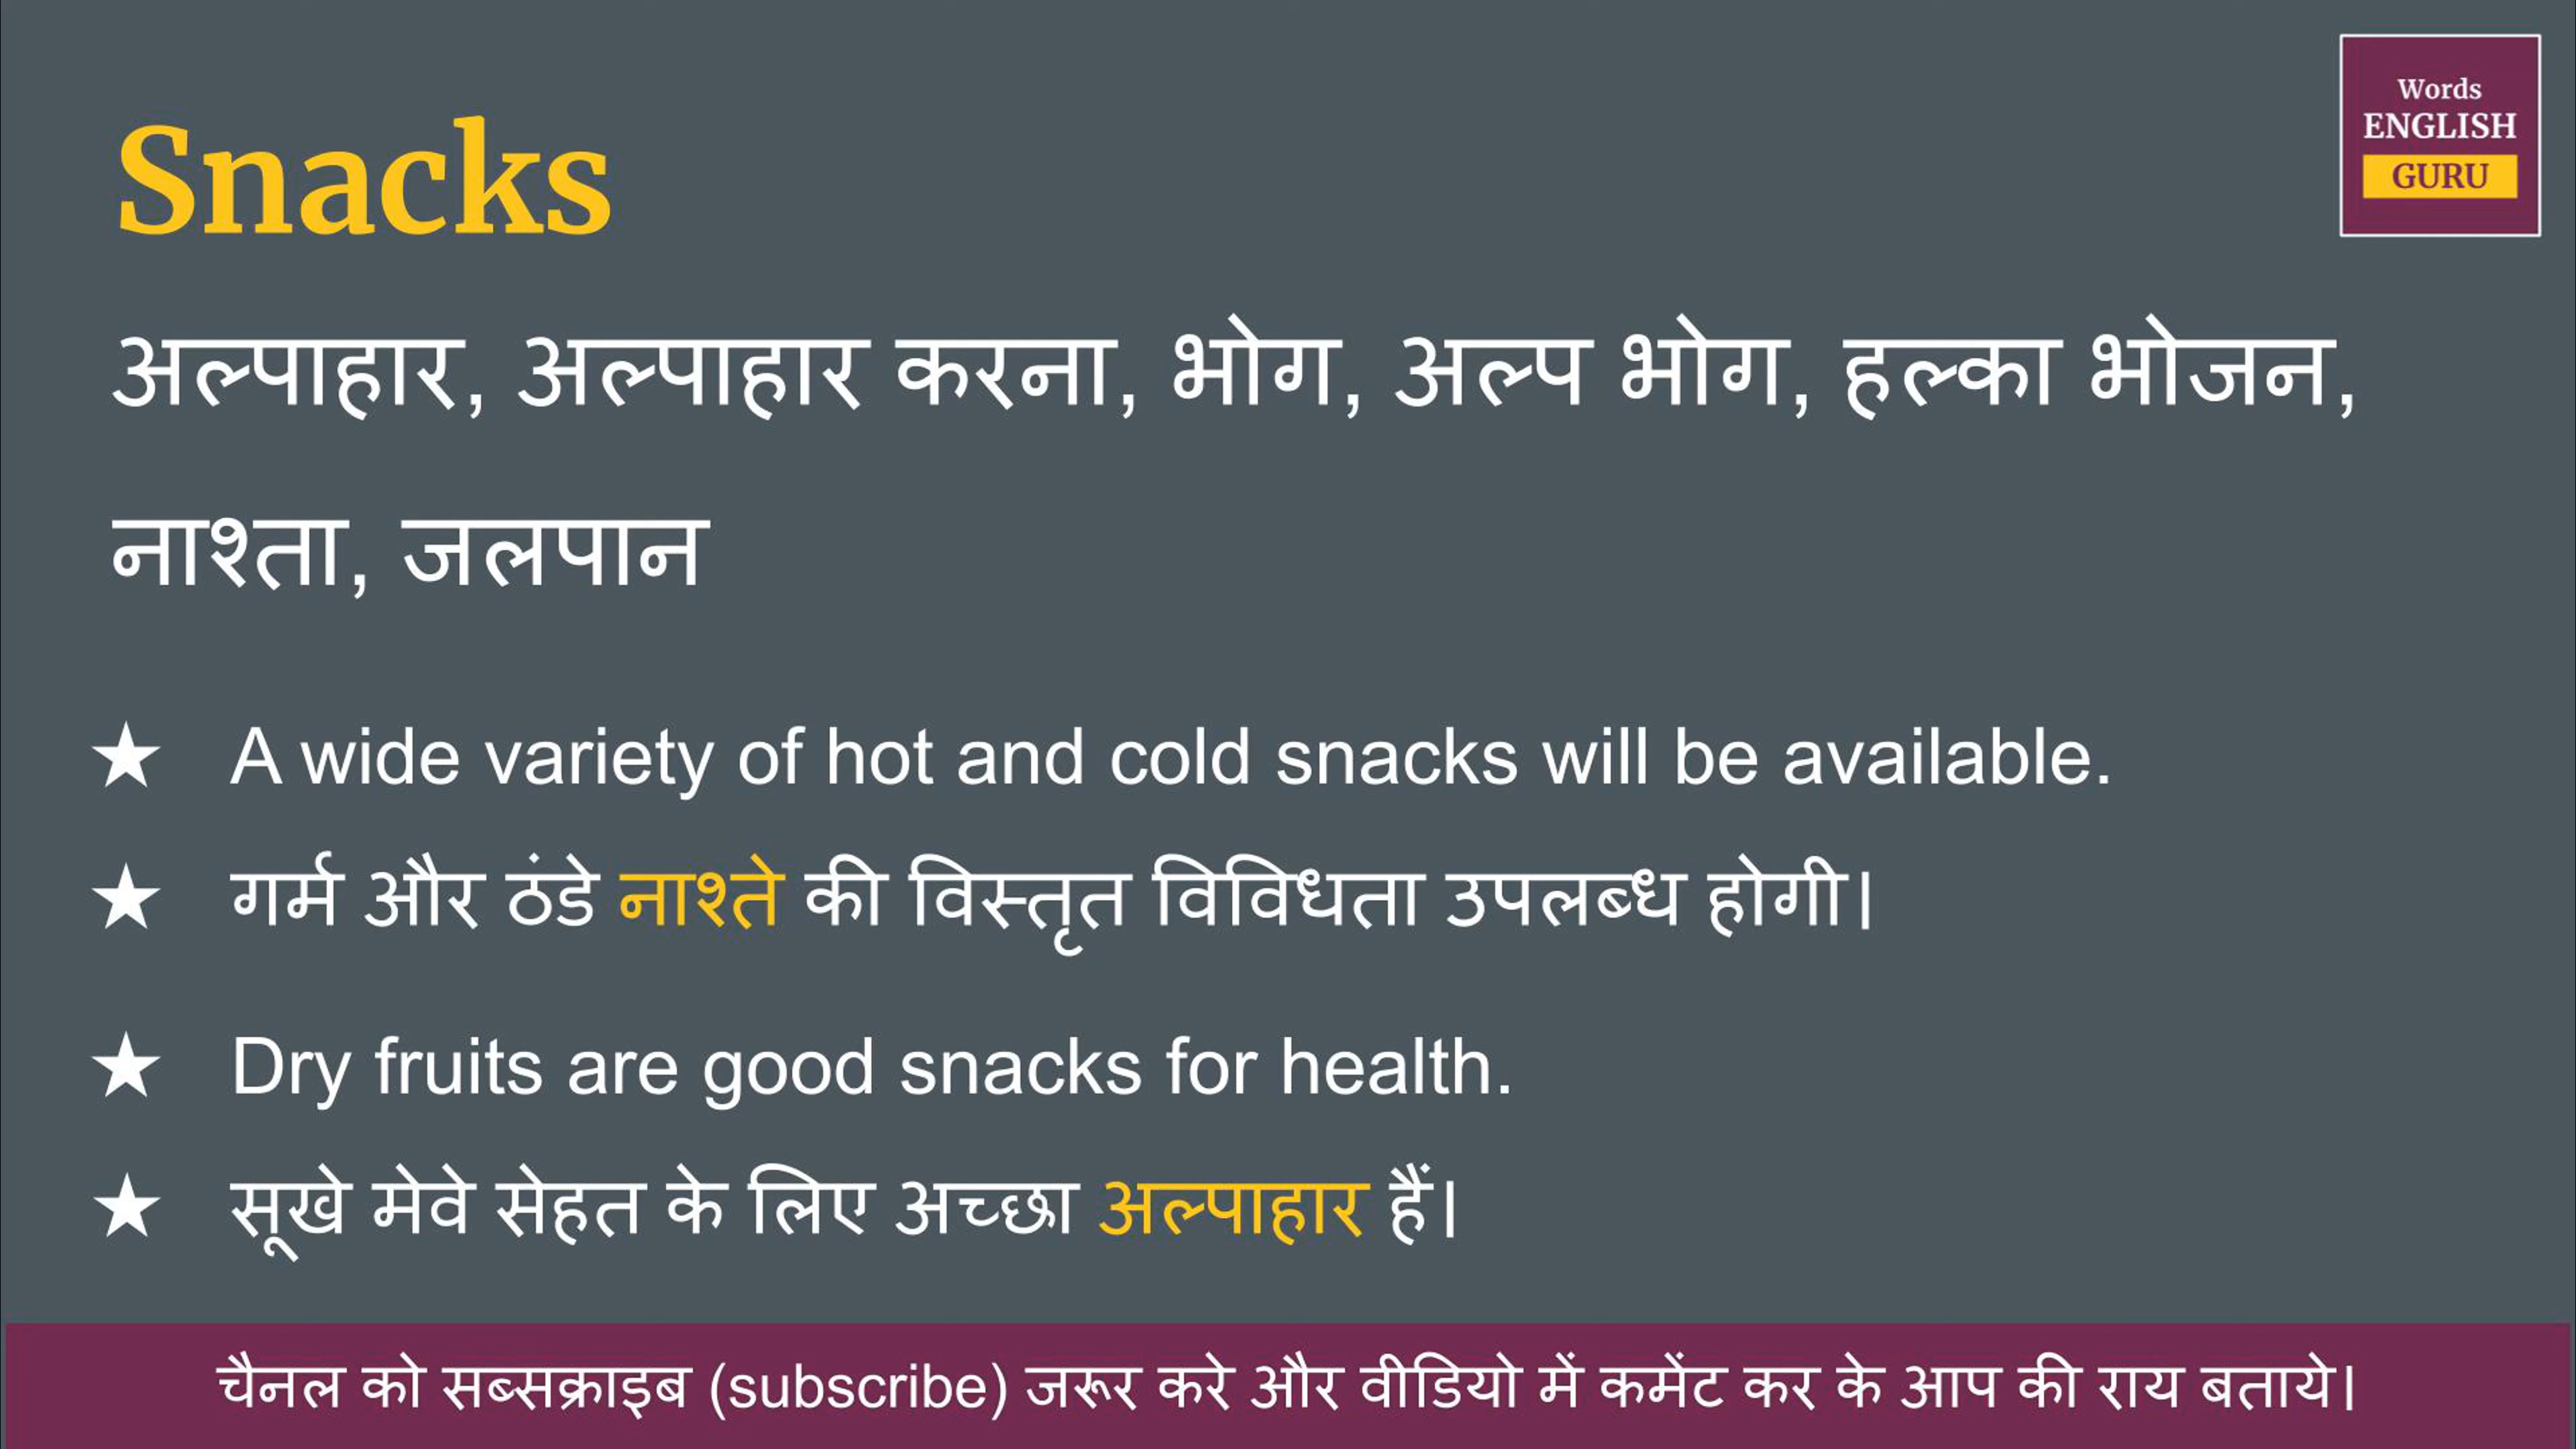 Words
ENGLISH
GURU
Snacks
अल्पाहार, अल्पाहार करना, भोग, अल्प भोग, हल्का भोजन,
नाश्ता, जलपान
★ A wide variety of hot and cold snacks will be available.
★ गर्म और ठंडे नाश्ते की विस्तृत विविधता उपलब्ध होगी।
★ Dry fruits are good snacks for health.
★ सूखे मेवे सेहत के लिए अच्छा अल्पाहार हैं।
चैनल को सब्सक्राइब (subscribe) जरूर करे और वीडियो में कमेंट कर के आप की राय बताये।